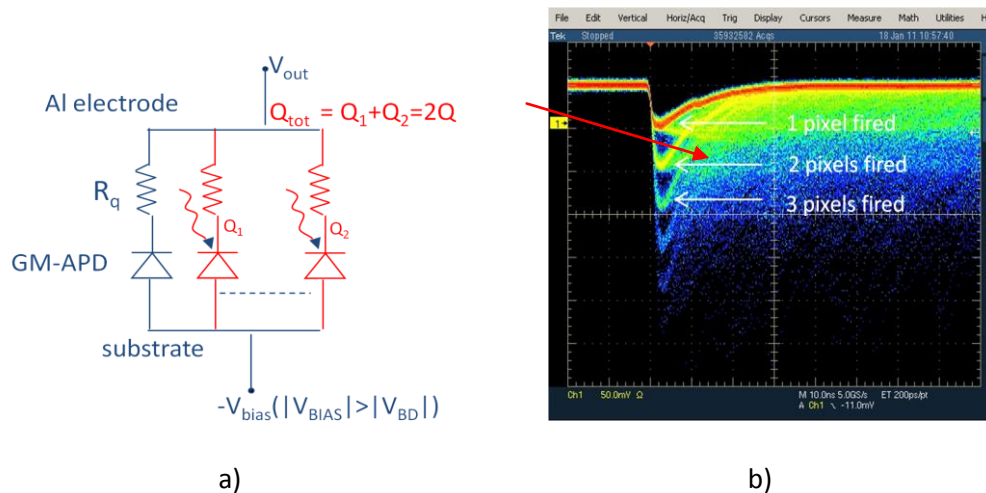 V_out
Al electrode
Q_tot = Q_1+Q_2=2Q
R_q
Q_1
Q_2
GM-APD
substrate
-V_bias(|V_BIAS|>|V_BD|)
a)
File Edit Vertical Horiz/Acq Trig Display Cursors Measure Math Utilities H
Tek Stopped 35932582 Acqs 18 Jan 11 10:57:40
1
1 pixel fired
2 pixels fired
3 pixels fired
Ch1 50.0mV Ω
M 10.0ns 5.0GS/s ET 200ps/pt
A Ch1 \ -11.0mV
b)